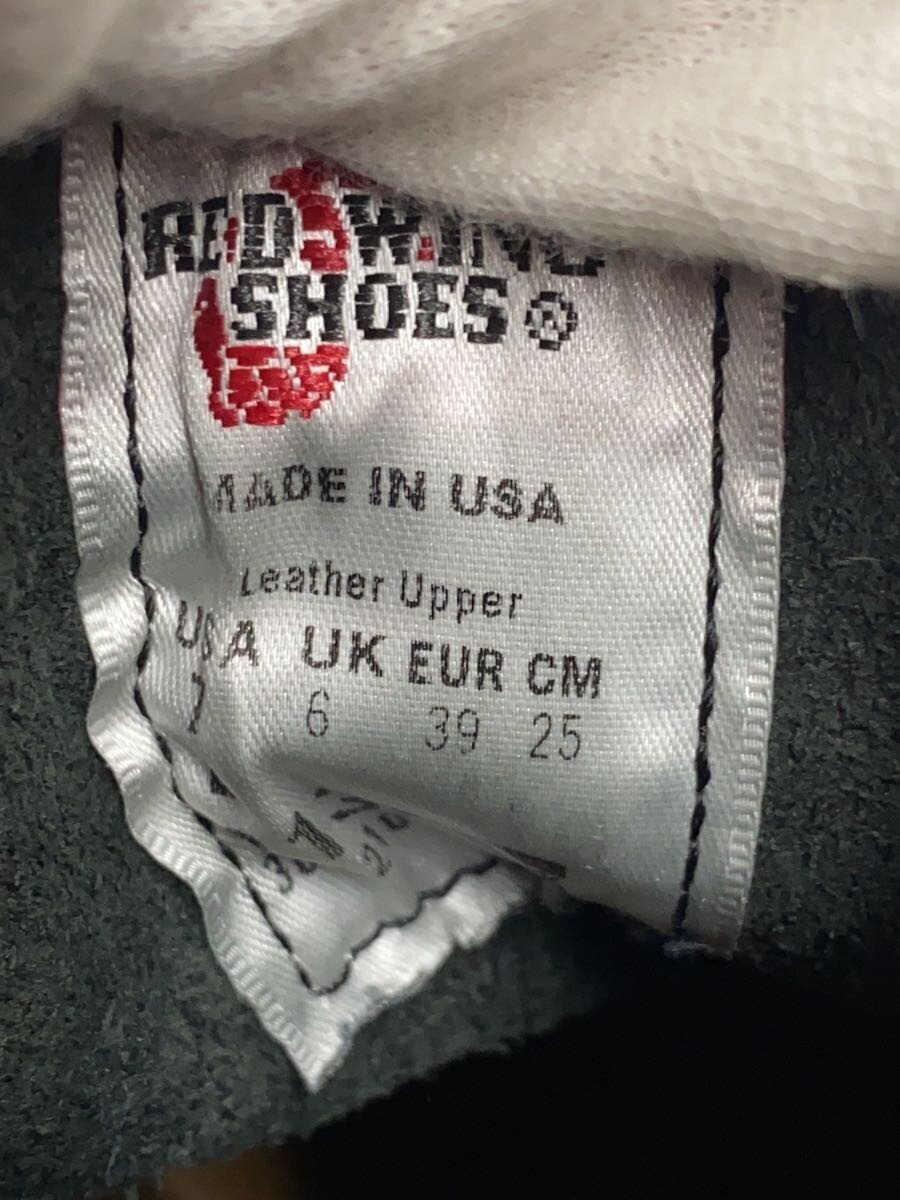 RED WING
SHOES®
MADE IN USA
Leather Upper
USA UK EUR CM
7 6 39 25